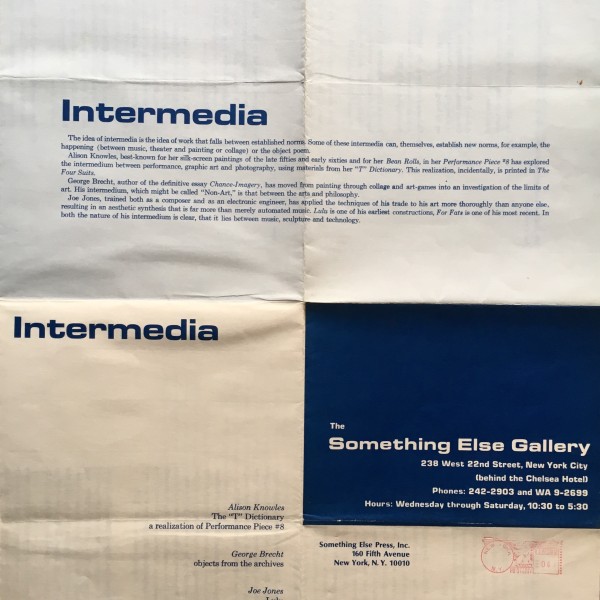 Intermedia
The idea of intermedia is the idea of work that falls between established norms. Some of these intermedia can, themselves, establish new norms, for example, the
happening (between music, theater and painting or collage) or the object poem.
Alison Knowles, best-known for her silk-screen paintings of the late fifties and early sixties and for her Bean Rolls, in her Performance Piece #8 has explored
the intermedium between performance, graphic art and photography, using materials from her "T" Dictionary. This realization, incidentally, is printed in The
Four Suits.
George Brecht, author of the definitive essay Chance-Imagery, has moved from painting through collage and art-games into an investigation of the limits of
art. His intermedium, which might be called "Non-Art," is that between the arts and philosophy.
Joe Jones, trained both as a composer and as an electronic engineer, has applied the techniques of his trade to his art more thoroughly than anyone else,
resulting in an aesthetic synthesis that is far more than merely automated music. Lulu is one of his earliest constructions, For Fats is one of his most recent. In
both the nature of his intermedium is clear, that it lies between music, sculpture and technology.
Intermedia
Alison Knowles
The "T" Dictionary
a realization of Performance Piece #8
George Brecht
objects from the archives
Joe Jones
Lulu
The
Something Else Gallery
238 West 22nd Street, New York City
(behind the Chelsea Hotel)
Phones: 242-2903 and WA 9-2699
Hours: Wednesday through Saturday, 10:30 to 5:30
Something Else Press, Inc.
160 Fifth Avenue
New York, N. Y. 10010